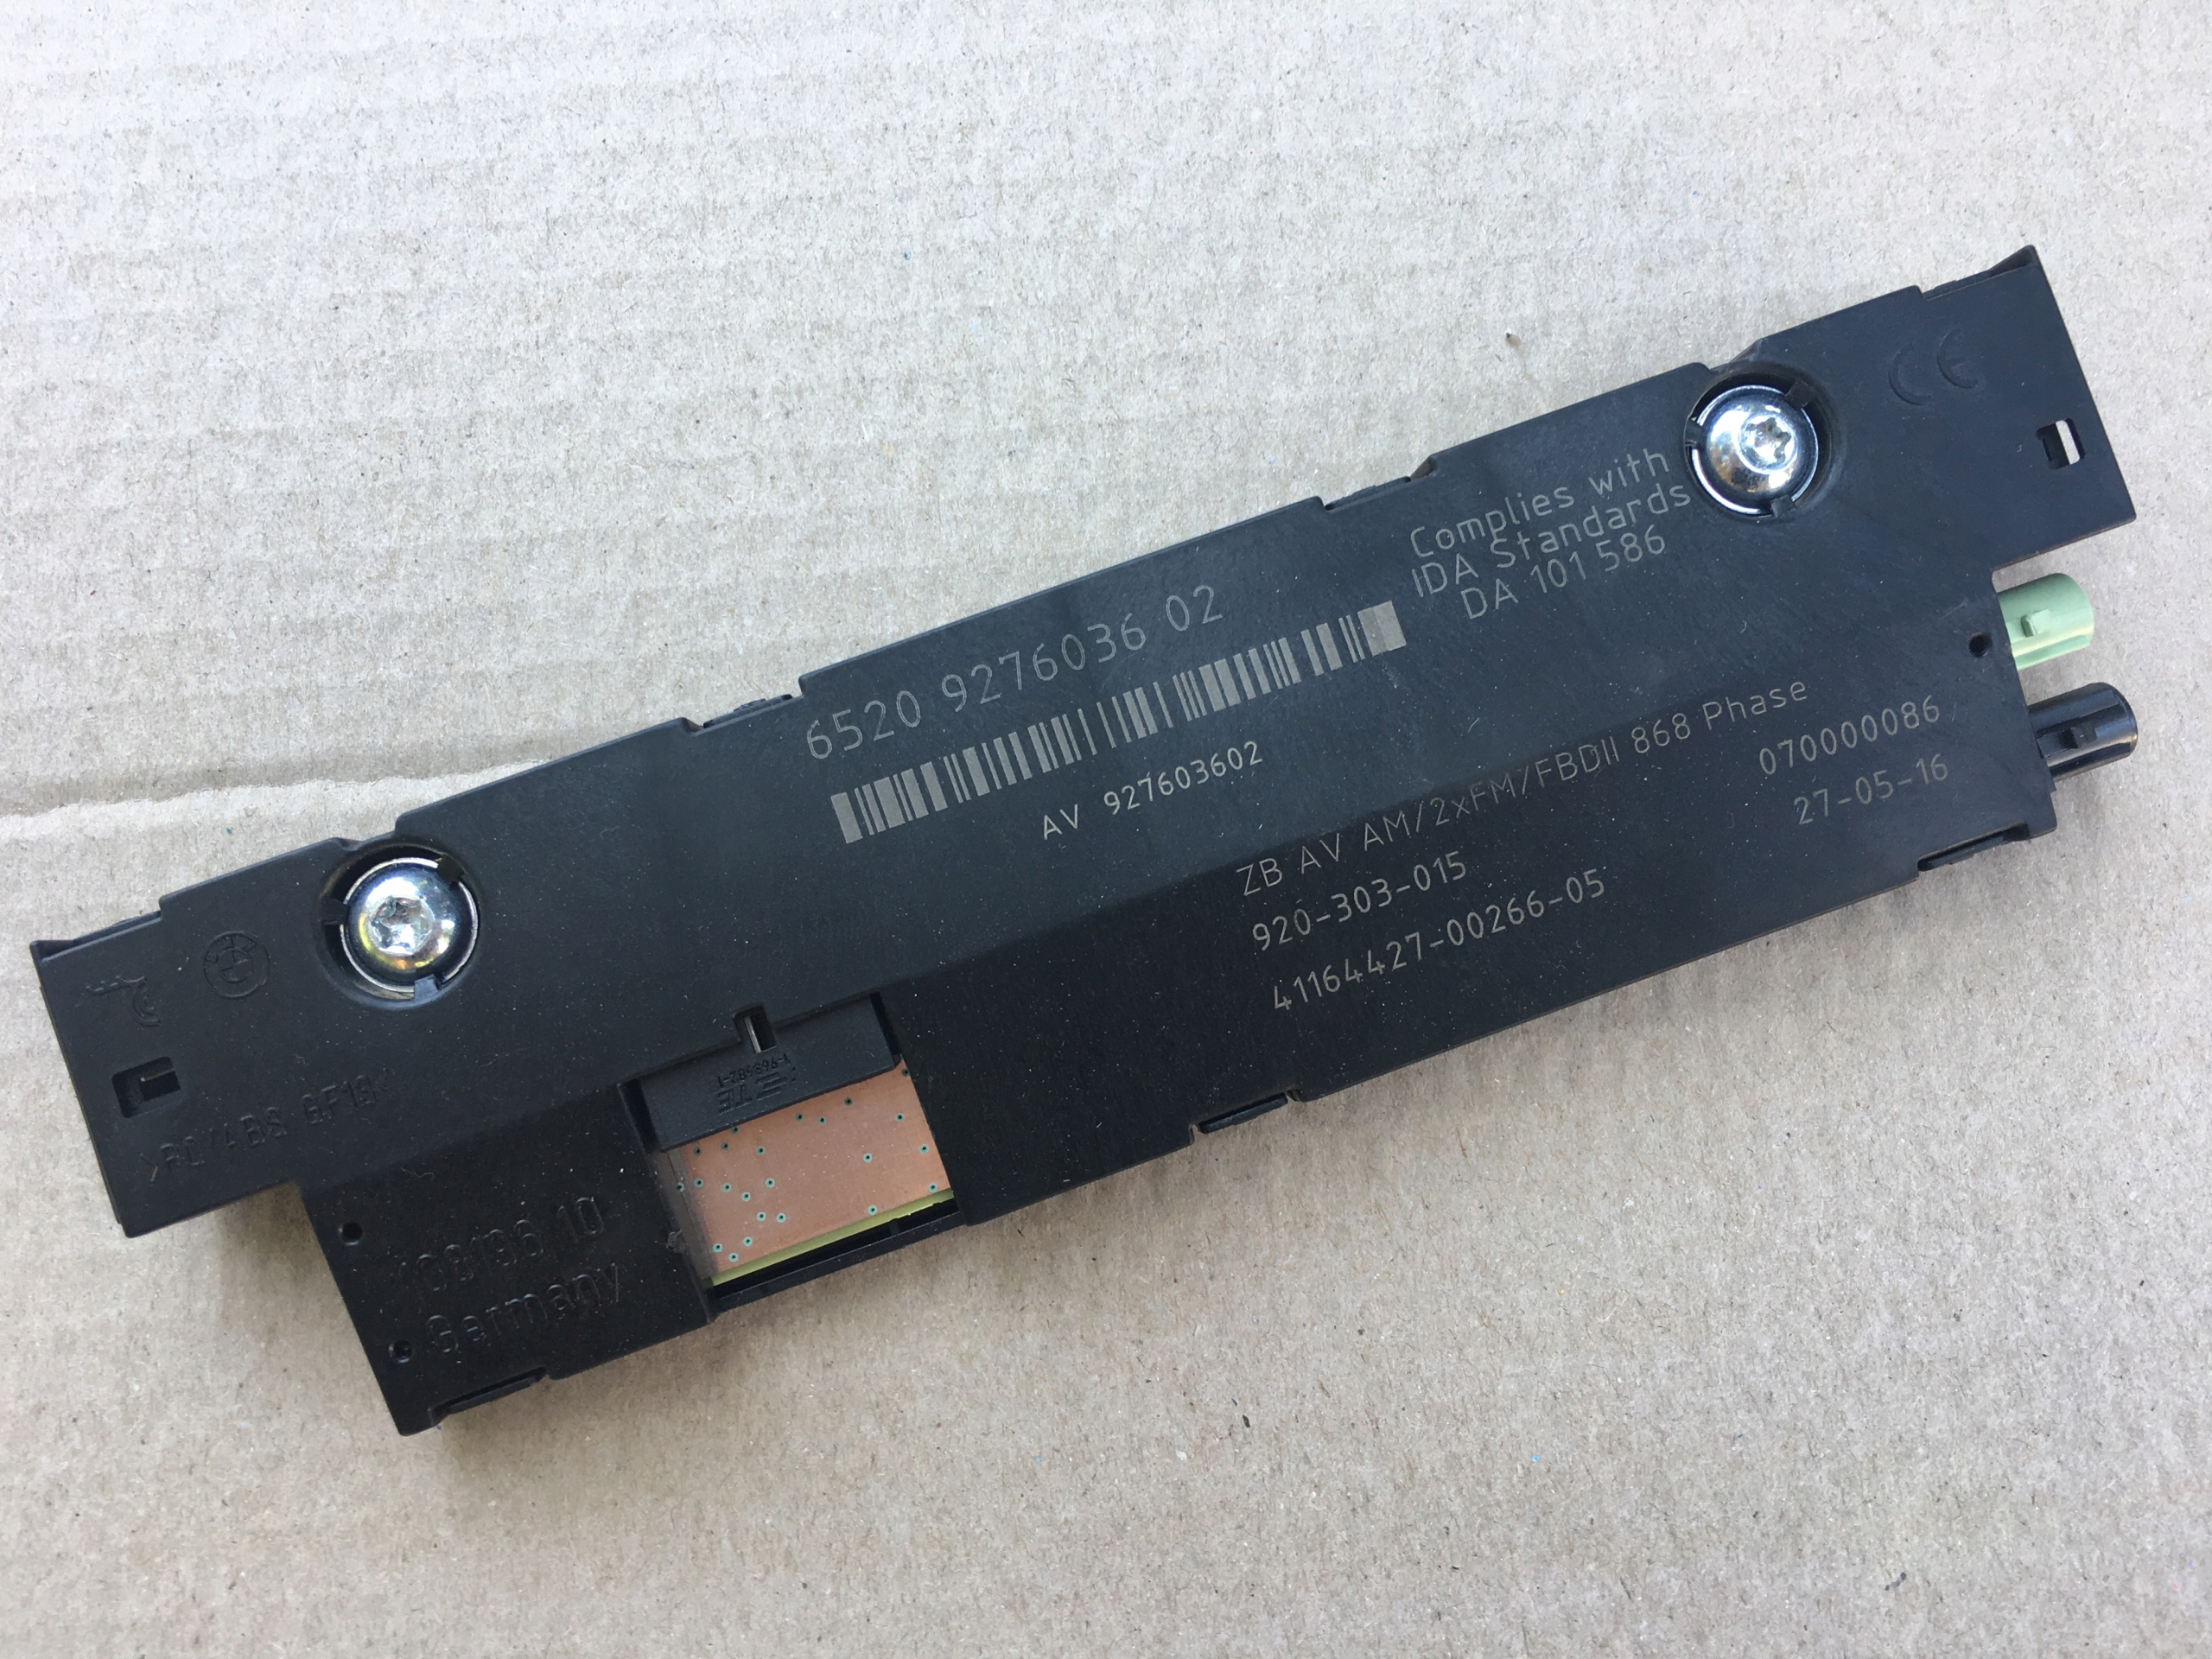 6520 9276036 02
AV 927603602
Complies with
IDA Standards
DA 101 586
CE
ZB AV AM/2xFM/FBDII 868 Phase
920-303-015
41164427-00266-05
070000086
27-05-16
Germany